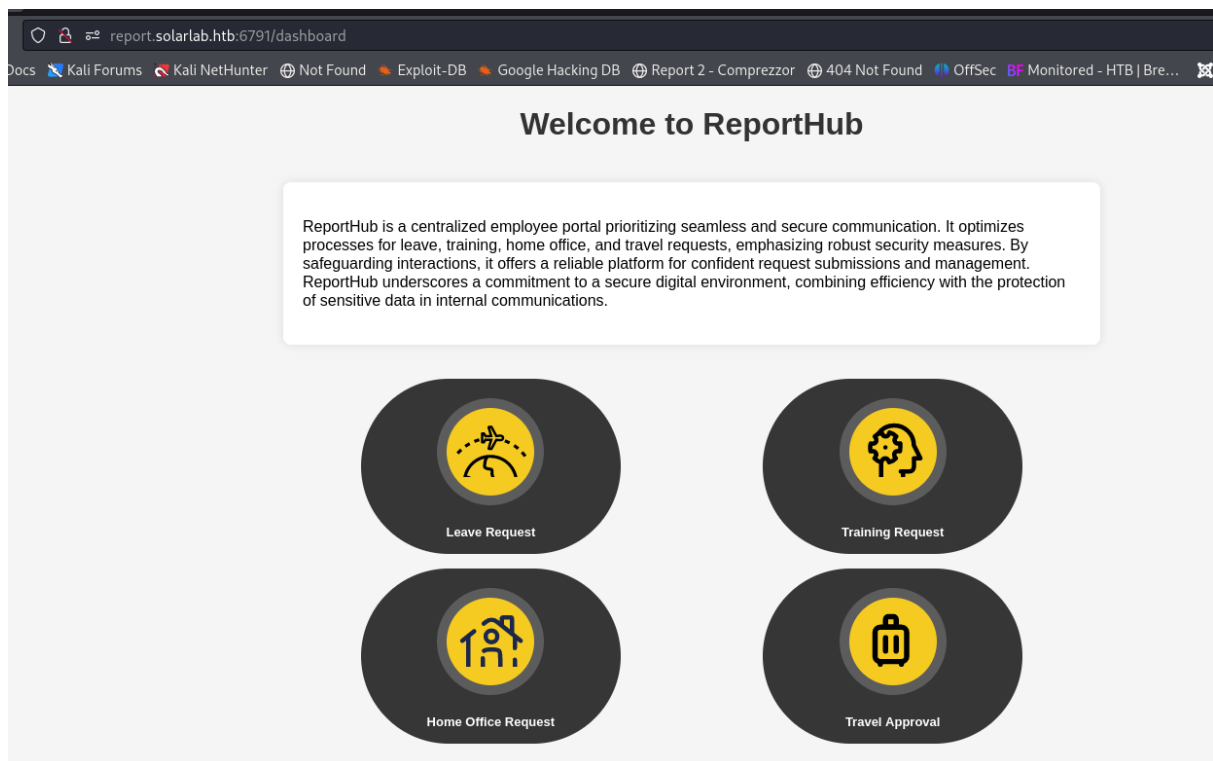 report.solarlab.htb:6791/dashboard
Docs Kali Forums Kali NetHunter Not Found Exploit-DB Google Hacking DB Report 2 - Comprezzor 404 Not Found OffSec BF Monitored - HTB | Bre...
Welcome to ReportHub
ReportHub is a centralized employee portal prioritizing seamless and secure communication. It optimizes
processes for leave, training, home office, and travel requests, emphasizing robust security measures. By
safeguarding interactions, it offers a reliable platform for confident request submissions and management.
ReportHub underscores a commitment to a secure digital environment, combining efficiency with the protection
of sensitive data in internal communications.
Leave Request
Training Request
Home Office Request
Travel Approval